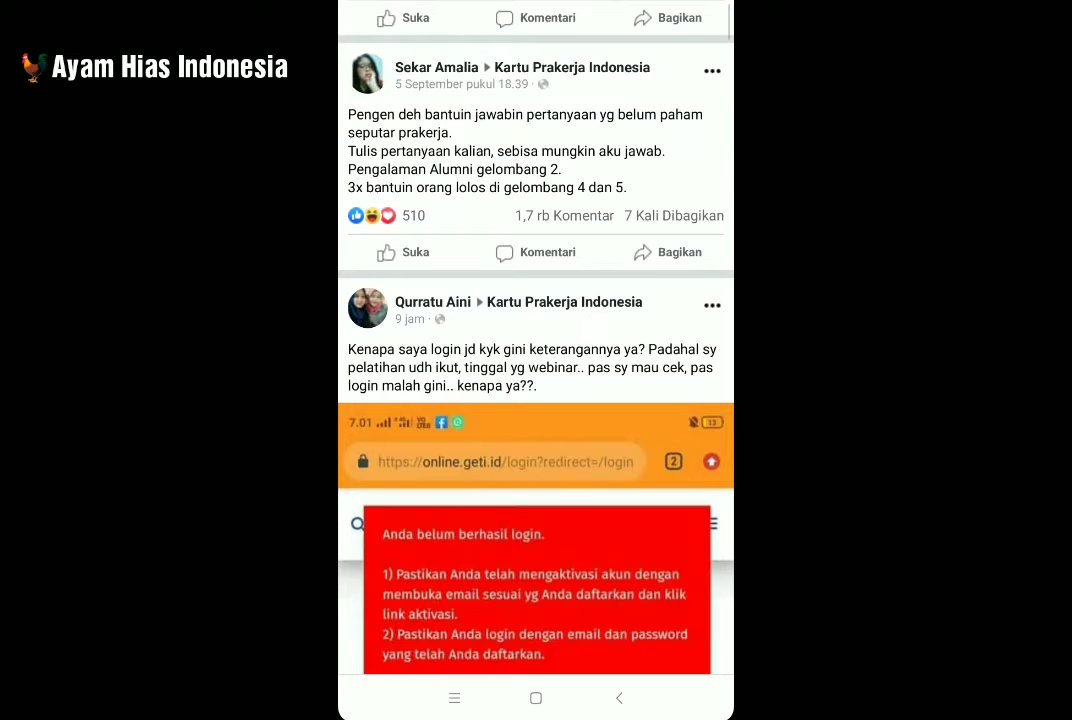 Suka Komentari Bagikan
Ayam Hias Indonesia
Sekar Amalia Kartu Prakerja Indonesia
5 September pukul 18.39 ·
Pengen deh bantuin jawabin pertanyaan yg belum paham
seputar prakerja.
Tulis pertanyaan kalian, sebisa mungkin aku jawab.
Pengalaman Alumni gelombang 2.
3x bantuin orang lolos di gelombang 4 dan 5.
510 1,7 rb Komentar 7 Kali Dibagikan
Suka Komentari Bagikan
Qurratu Aini Kartu Prakerja Indonesia
9 jam ·
Kenapa saya login jd kyk gini keterangannya ya? Padahal sy
pelatihan udh ikut, tinggal yg webinar.. pas sy mau cek, pas
login malah gini.. kenapa ya??.
7.01
https://online.geti.id/login?redirect=/login 2
Anda belum berhasil login.
1) Pastikan Anda telah mengaktivasi akun dengan
membuka email sesuai yg Anda daftarkan dan klik
link aktivasi.
2) Pastikan Anda login dengan email dan password
yang telah Anda daftarkan.